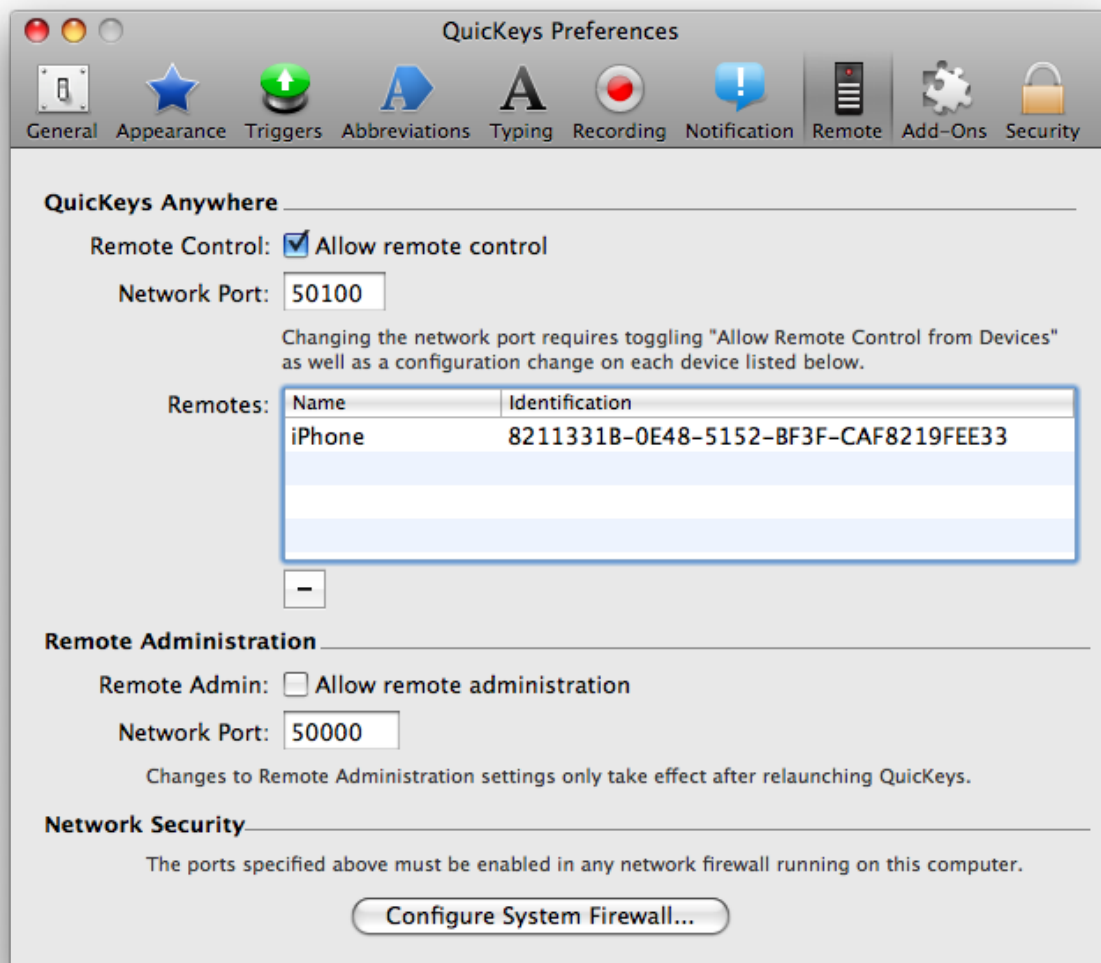 QuicKeys Preferences
General Appearance Triggers Abbreviations Typing Recording Notification Remote Add-Ons Security
QuicKeys Anywhere
Remote Control: Allow remote control
Network Port: 50100
Changing the network port requires toggling "Allow Remote Control from Devices"
as well as a configuration change on each device listed below.
Remotes: Name Identification
iPhone 8211331B-0E48-5152-BF3F-CAF8219FEE33
Remote Administration
Remote Admin: Allow remote administration
Network Port: 50000
Changes to Remote Administration settings only take effect after relaunching QuicKeys.
Network Security
The ports specified above must be enabled in any network firewall running on this computer.
Configure System Firewall...